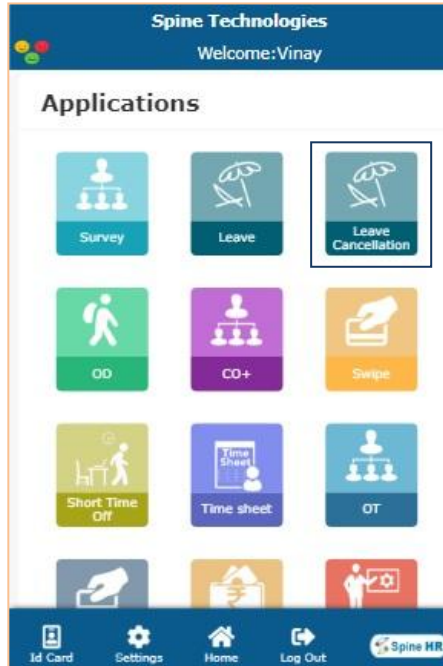 Spine Technologies
Welcome:Vinay
Applications
Survey
Leave
Leave
Cancellation
OD
CO+
Swipe
Short Time
Off
Time
Sheet
Time sheet
OT
Id Card
Settings
Home
Log Out
Spine HR